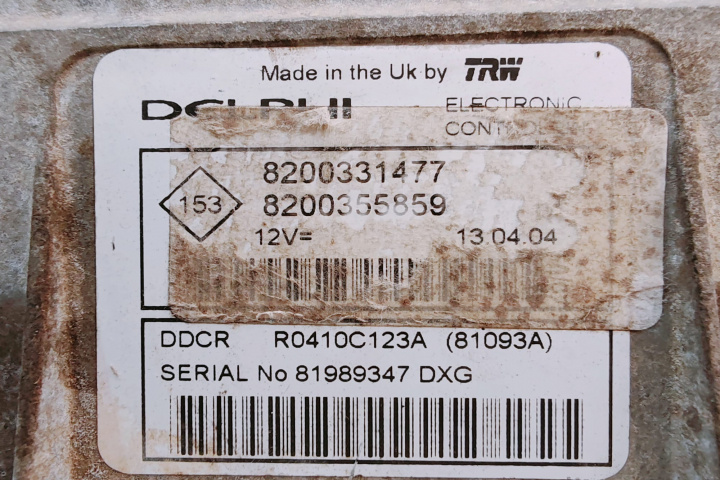 Made in the Uk by TRW
DELPHI
ELECTRONIC
8200331477
153
8200355859
12V=
13.04.04
DDCR R0410C123A (81093A)
SERIAL No 81989347 DXG